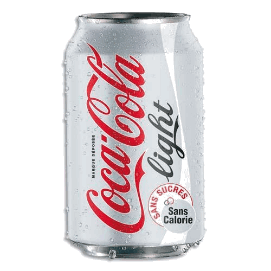 MARQUE DÉPOSÉE
Coca-Cola
light
SANS SUCRES
Sans
Calorie